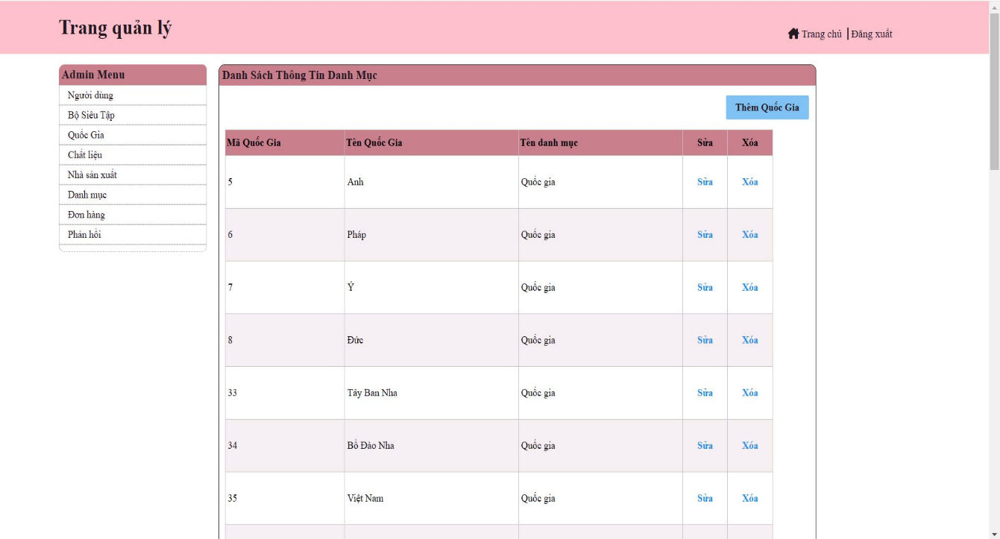 Trang quản lý
Trang chủ | Đăng xuất
Admin Menu
Người dùng
Bộ Siêu Tập
Quốc Gia
Chất liệu
Nhà sản xuất
Danh mục
Đơn hàng
Phản hồi
Danh Sách Thông Tin Danh Mục
Thêm Quốc Gia
Mã Quốc Gia Tên Quốc Gia Tên danh mục Sửa Xóa
5 Anh Quốc gia Sửa Xóa
6 Pháp Quốc gia Sửa Xóa
7 Ý Quốc gia Sửa Xóa
8 Đức Quốc gia Sửa Xóa
33 Tây Ban Nha Quốc gia Sửa Xóa
34 Bồ Đào Nha Quốc gia Sửa Xóa
35 Việt Nam Quốc gia Sửa Xóa